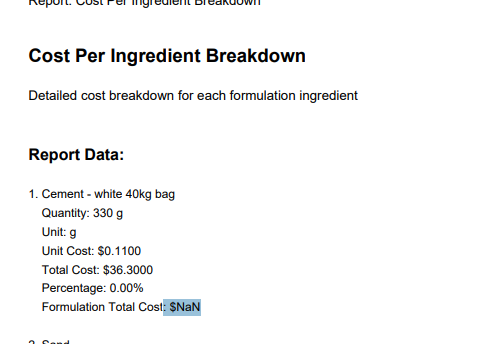 Report: Cost Per Ingredient Breakdown
Cost Per Ingredient Breakdown
Detailed cost breakdown for each formulation ingredient
Report Data:
1. Cement - white 40kg bag
Quantity: 330 g
Unit: g
Unit Cost: $0.1100
Total Cost: $36.3000
Percentage: 0.00%
Formulation Total Cost: $NaN
2. Sand